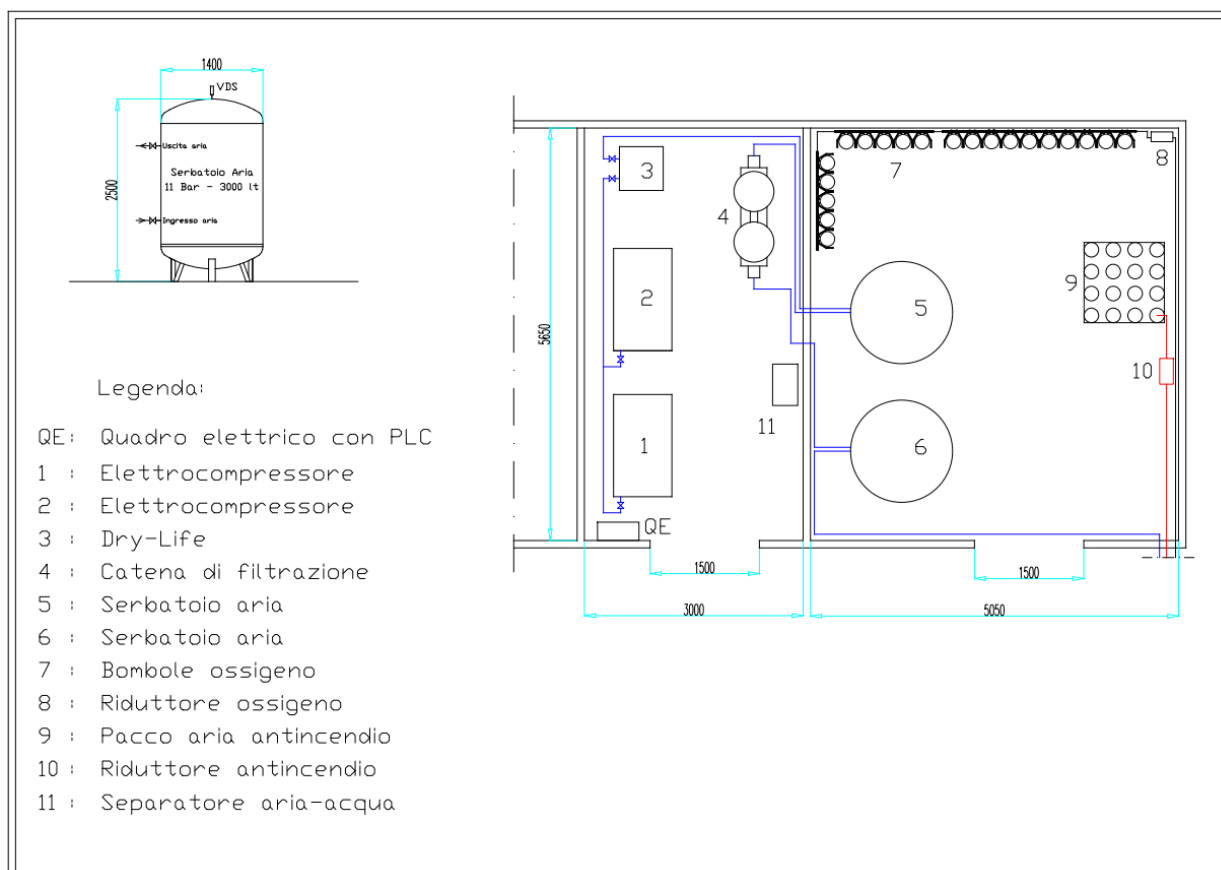 1400
VDS
Uscita aria
Serbatoio Aria
11 Bar - 3000 lt
2500
Ingresso aria
Legenda:
QE: Quadro elettrico con PLC
1 : Elettrocompressore
2 : Elettrocompressore
3 : Dry-Life
4 : Catena di filtrazione
5 : Serbatoio aria
6 : Serbatoio aria
7 : Bombole ossigeno
8 : Riduttore ossigeno
9 : Pacco aria antincendio
10 : Riduttore antincendio
11 : Separatore aria-acqua
3
4
7
8
2
5
9
5650
10
11
1
6
QE
1500
1500
3000
5050